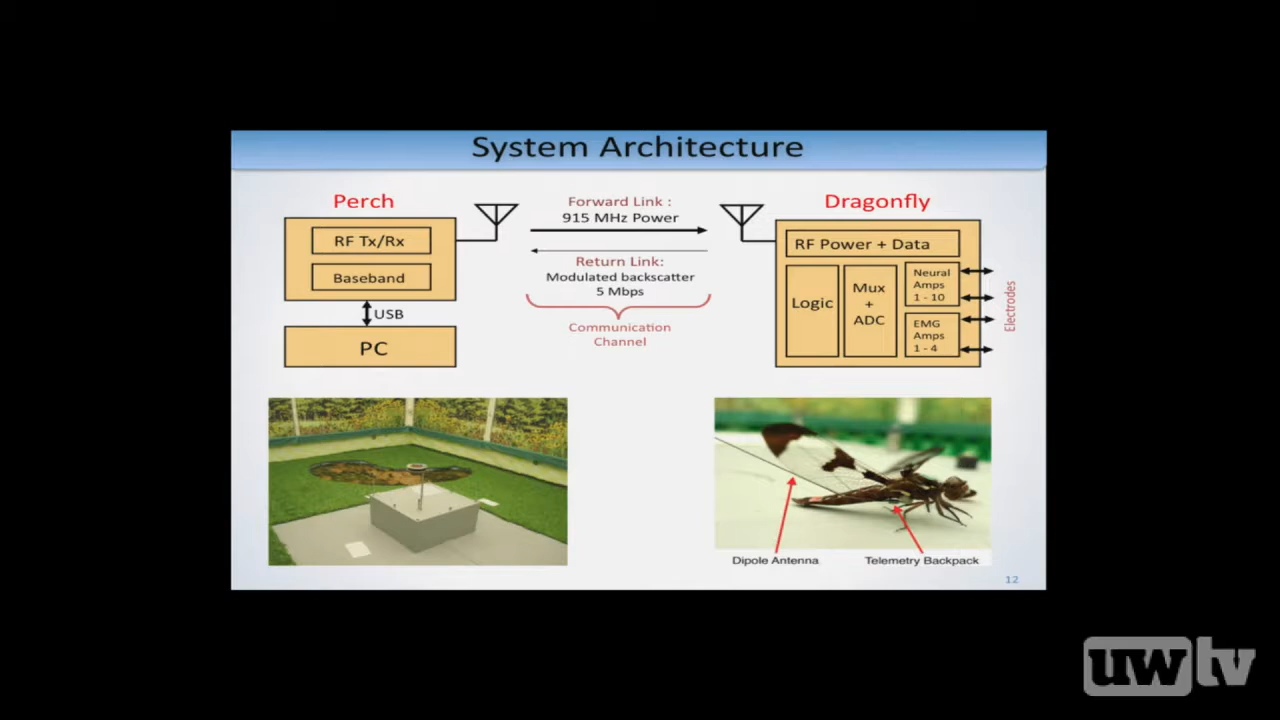 System Architecture
Perch
RF Tx/Rx
Baseband
USB
PC
Forward Link :
915 MHz Power
Return Link:
Modulated backscatter
5 Mbps
Communication
Channel
Dragonfly
RF Power + Data
Logic
Mux
+
ADC
Neural
Amps
1 - 10
EMG
Amps
1 - 4
Electrodes
Dipole Antenna
Telemetry Backpack
12
uwtv